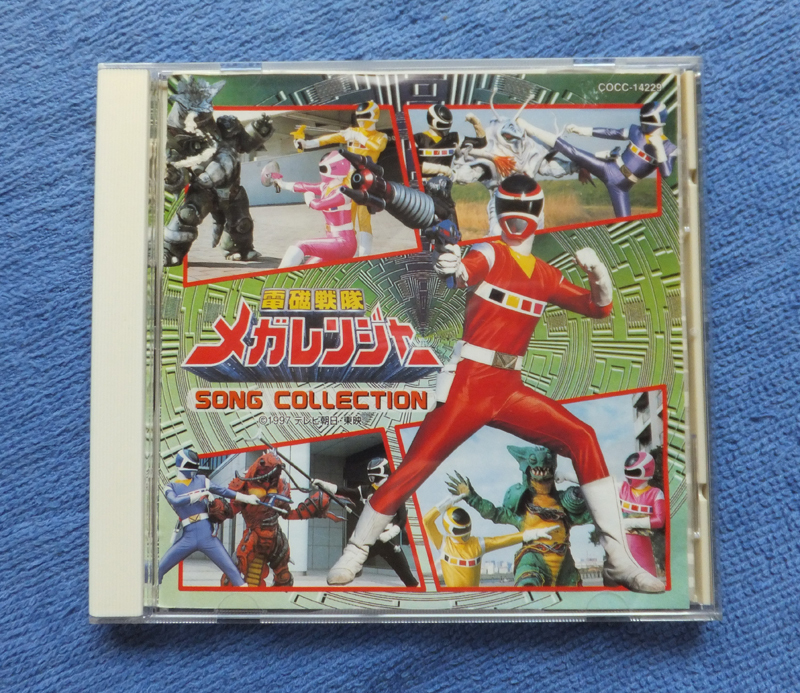 COCC-14229
電磁戦隊
メガレンジャー
SONG COLLECTION
©1997 テレビ朝日・東映